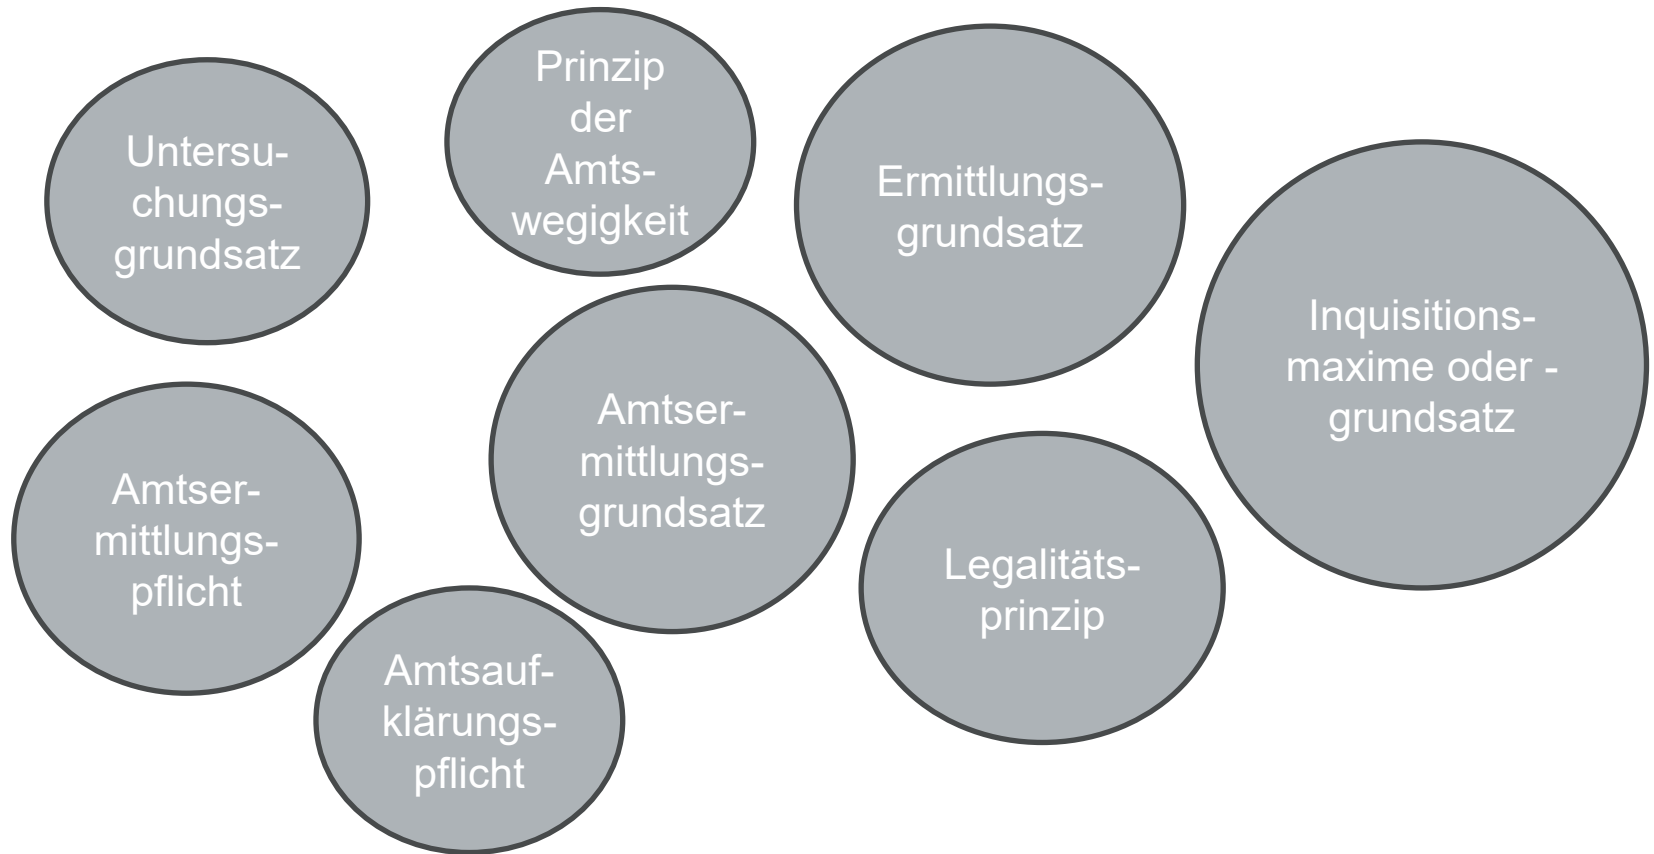 Untersu-
chungs-
grundsatz
Prinzip
der
Amts-
wegigkeit
Ermittlungs-
grundsatz
Inquisitions-
maxime oder -
grundsatz
Amtser-
mittlungs-
pflicht
Amtser-
mittlungs-
grundsatz
Legalitäts-
prinzip
Amtsauf-
klärungs-
pflicht